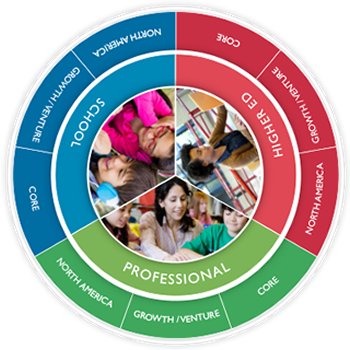 NORTH AMERICA
GROWTH / VENTURE
CORE
SCHOOL
CORE
GROWTH / VENTURE
NORTH AMERICA
HIGHER ED
NORTH AMERICA
GROWTH / VENTURE
CORE
PROFESSIONAL